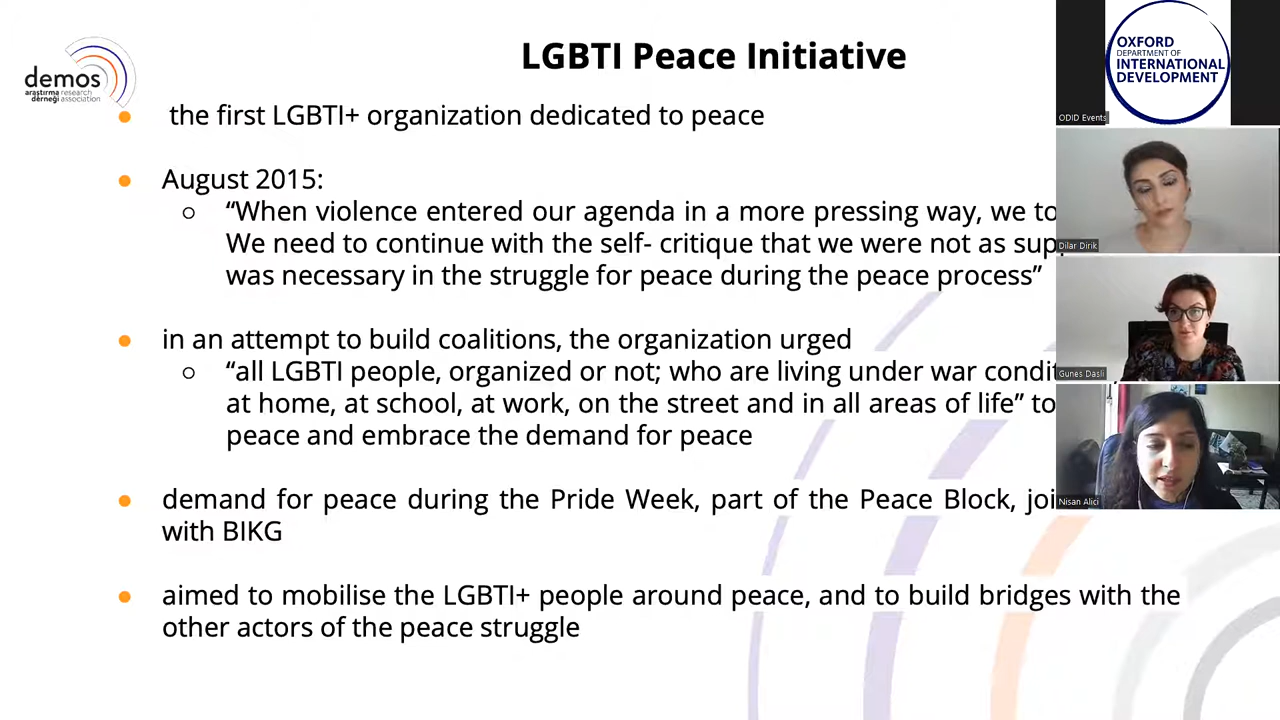 LGBTI Peace Initiative
demos
araştırma research
derneği association
the first LGBTI+ organization dedicated to peace
August 2015:
“When violence entered our agenda in a more pressing way, we to
We need to continue with the self- critique that we were not as sup
was necessary in the struggle for peace during the peace process”
in an attempt to build coalitions, the organization urged
“all LGBTI people, organized or not; who are living under war condit
at home, at school, at work, on the street and in all areas of life” to
peace and embrace the demand for peace
demand for peace during the Pride Week, part of the Peace Block, joi
with BIKG
aimed to mobilise the LGBTI+ people around peace, and to build bridges with the
other actors of the peace struggle
OXFORD
DEPARTMENT OF
INTERNATIONAL
DEVELOPMENT
ODID Events
Dilar Dirik
Gunes Dasli
Nisan Alici